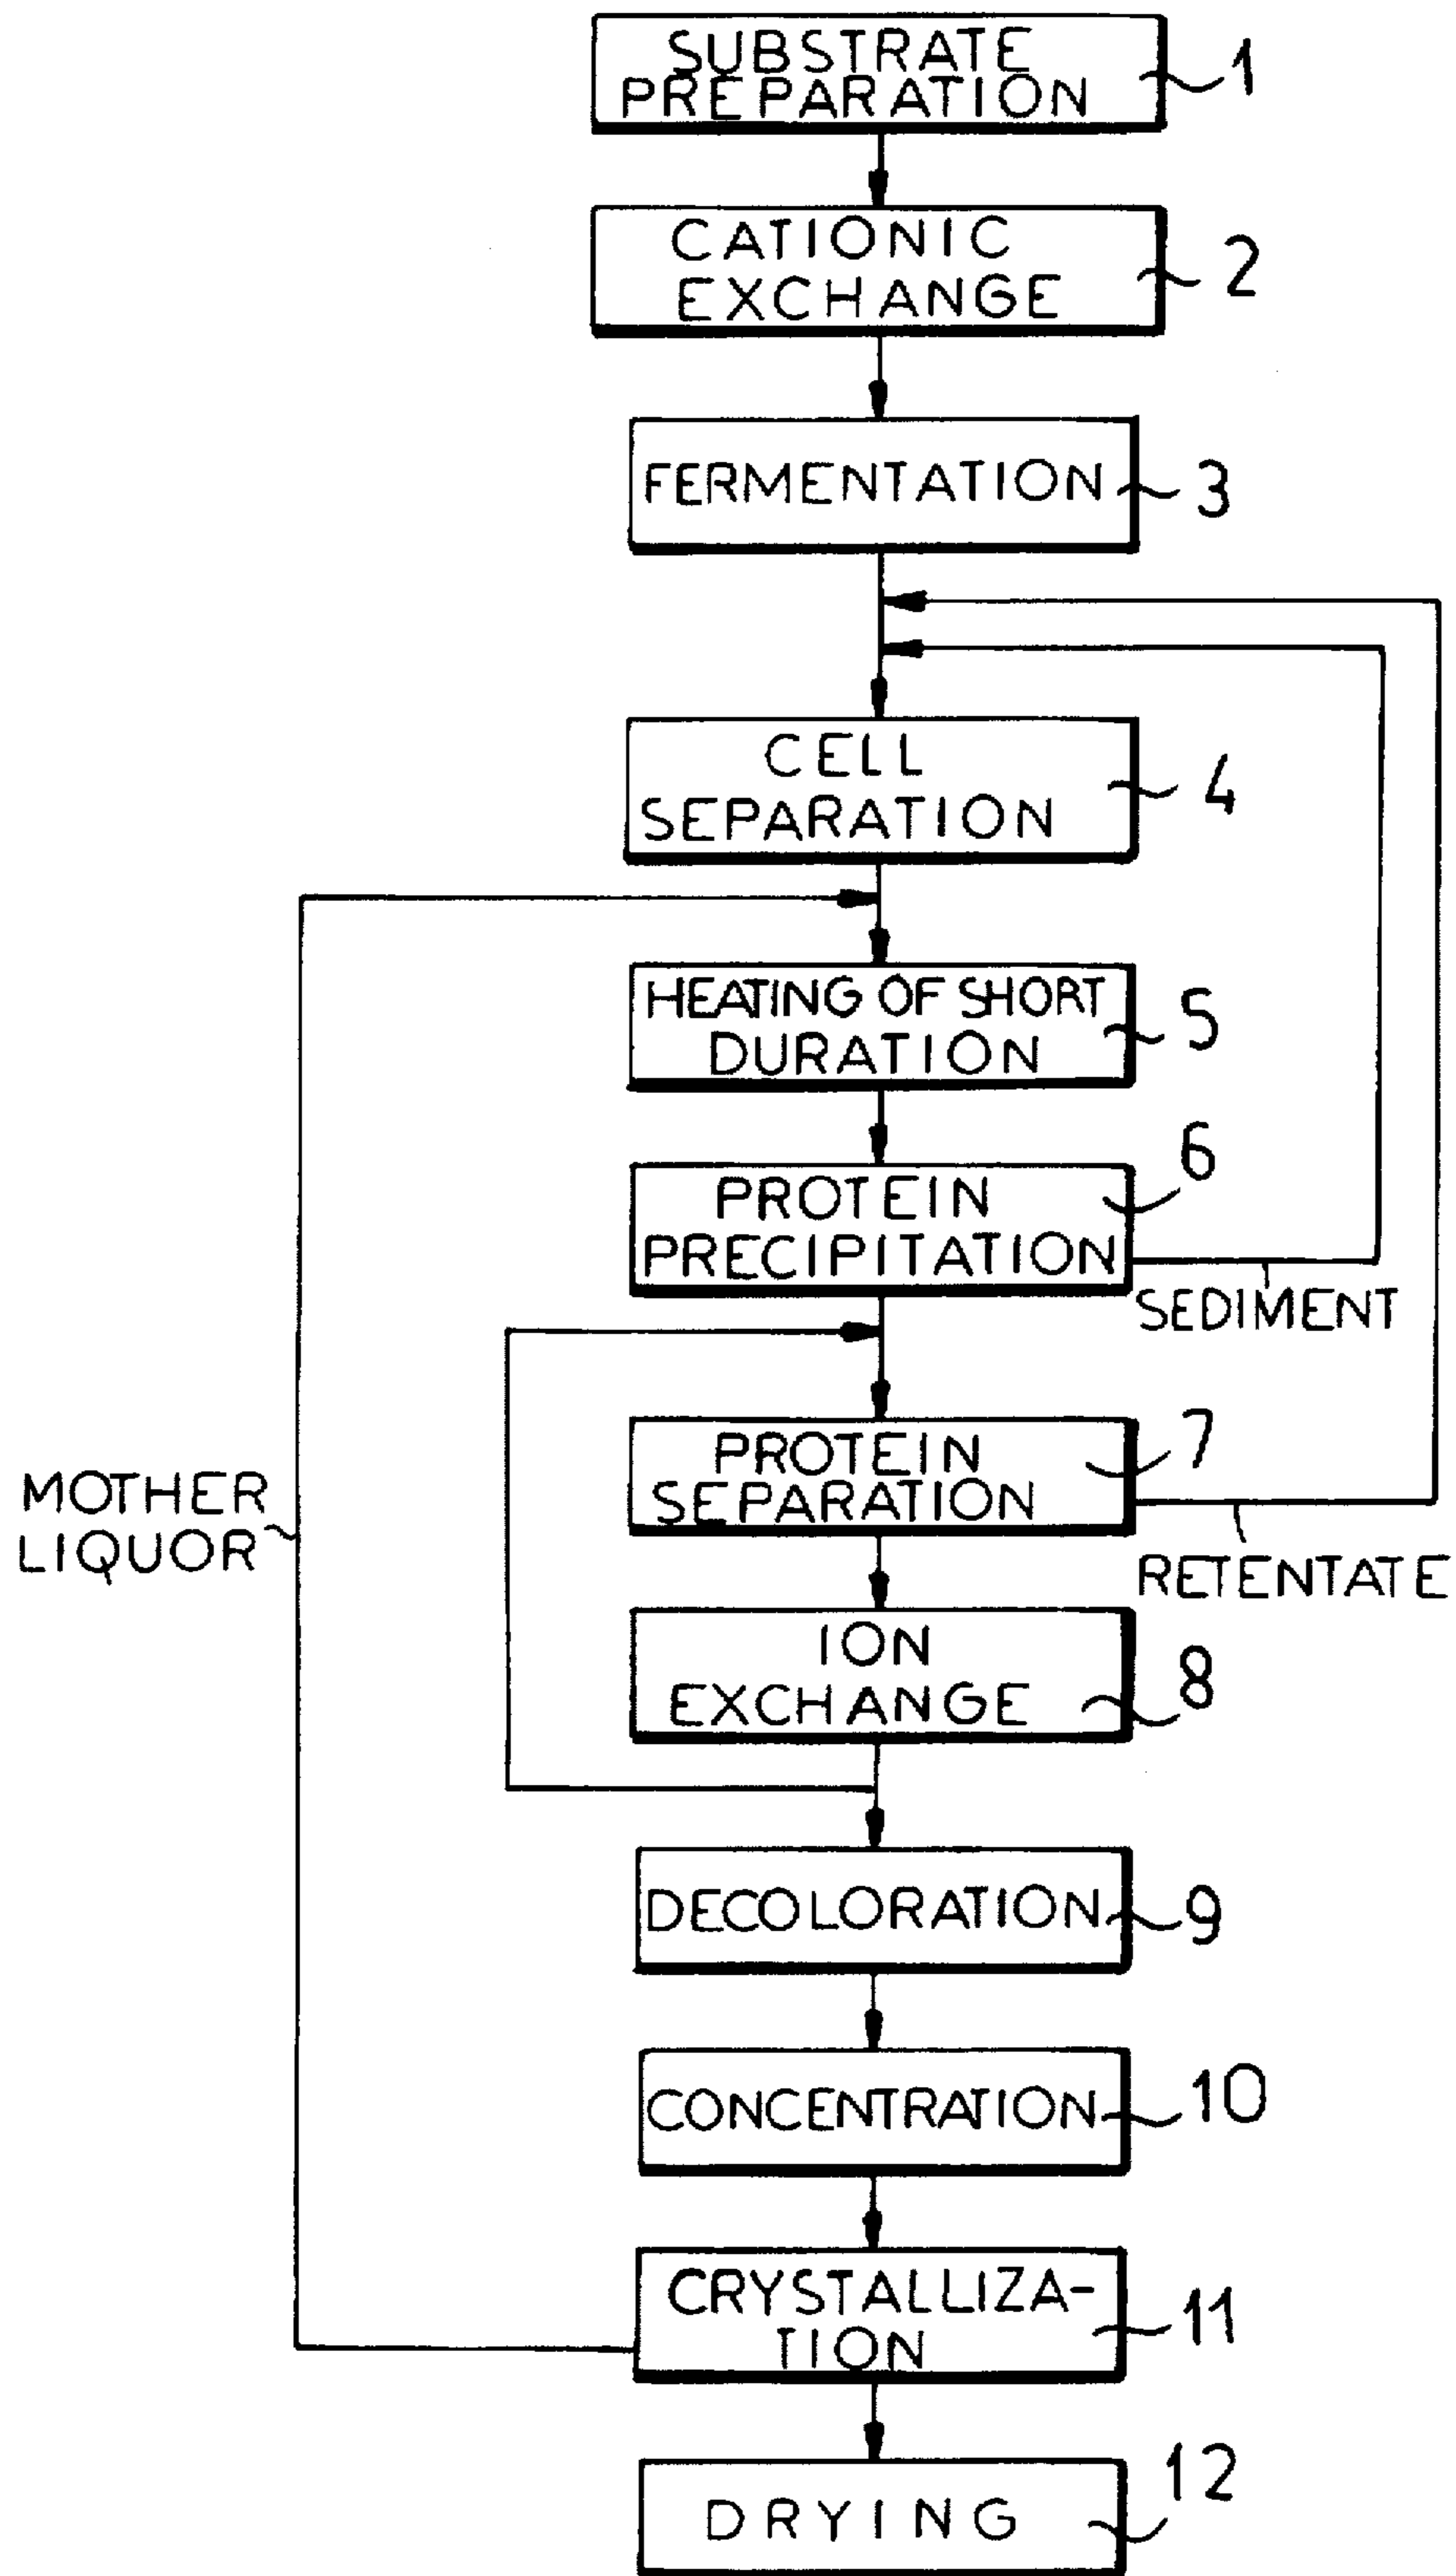 SUBSTRATE
PREPARATION
1
CATIONIC
EXCHANGE
2
FERMENTATION
3
CELL
SEPARATION
4
HEATING OF SHORT
DURATION
5
PROTEIN
PRECIPITATION
6
SEDIMENT
PROTEIN
SEPARATION
7
RETENTATE
MOTHER
LIQUOR
ION
EXCHANGE
8
DECOLORATION
9
CONCENTRATION
10
CRYSTALLIZA-
TION
11
DRYING
12